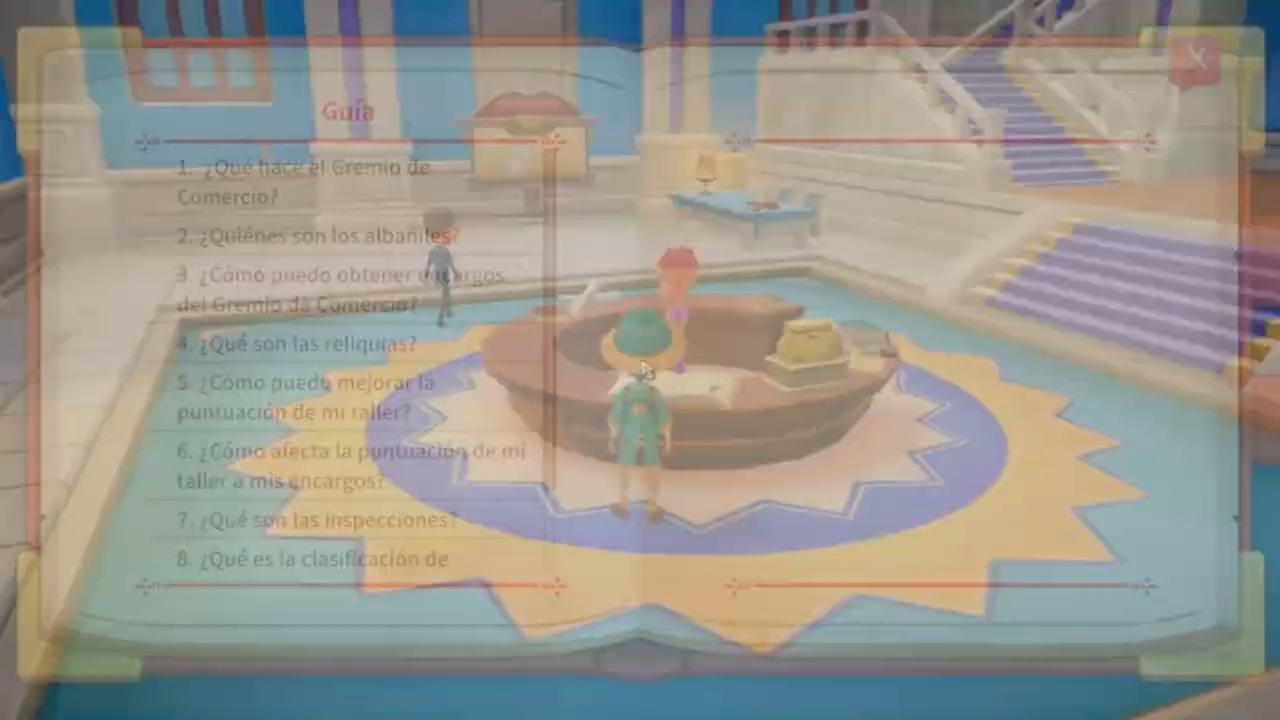 Guía
1. ¿Qué hace el Gremio de
Comercio?
2. ¿Quiénes son los albañiles?
3. ¿Cómo puedo obtener encargos
del Gremio de Comercio?
4. ¿Qué son las reliquias?
5. ¿Cómo puedo mejorar la
puntuación de mi taller?
6. ¿Cómo afecta la puntuación de mi
taller a mis encargos?
7. ¿Qué son las inspecciones?
8. ¿Qué es la clasificación de